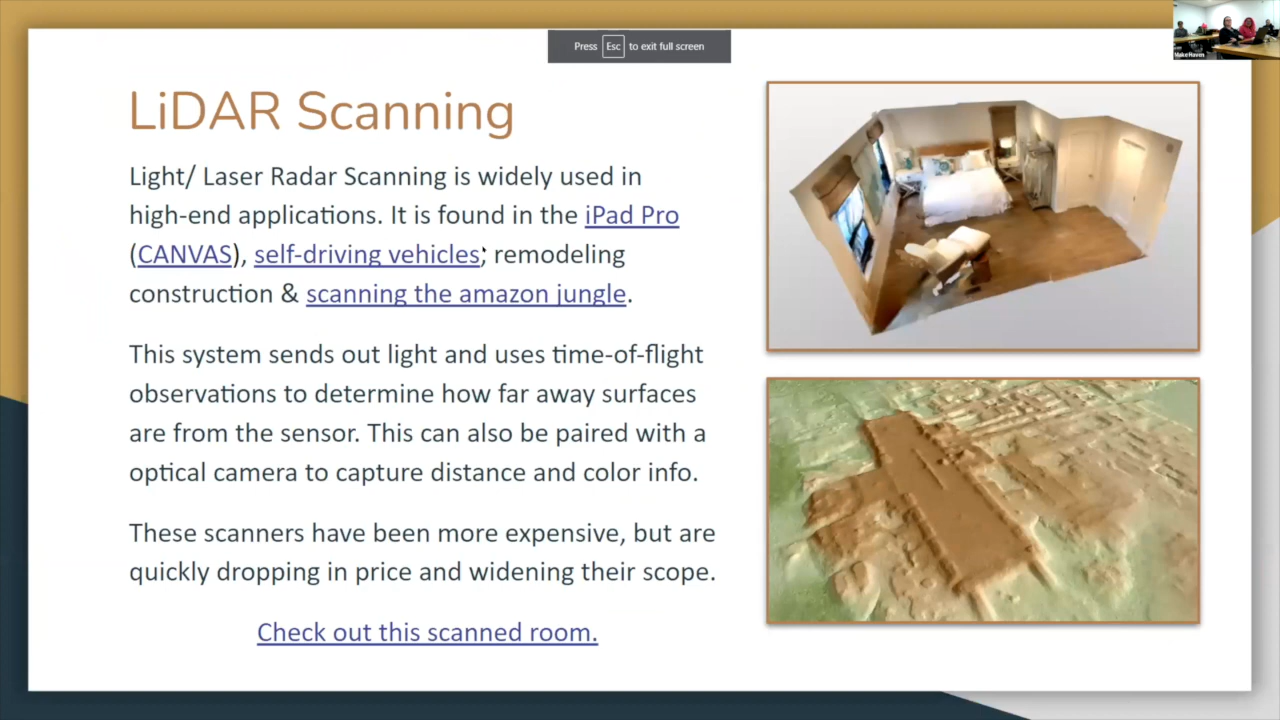 Press Esc to exit full screen
MakeHaven
LiDAR Scanning
Light/ Laser Radar Scanning is widely used in
high-end applications. It is found in the iPad Pro
(CANVAS), self-driving vehicles, remodeling
construction & scanning the amazon jungle.
This system sends out light and uses time-of-flight
observations to determine how far away surfaces
are from the sensor. This can also be paired with a
optical camera to capture distance and color info.
These scanners have been more expensive, but are
quickly dropping in price and widening their scope.
Check out this scanned room.